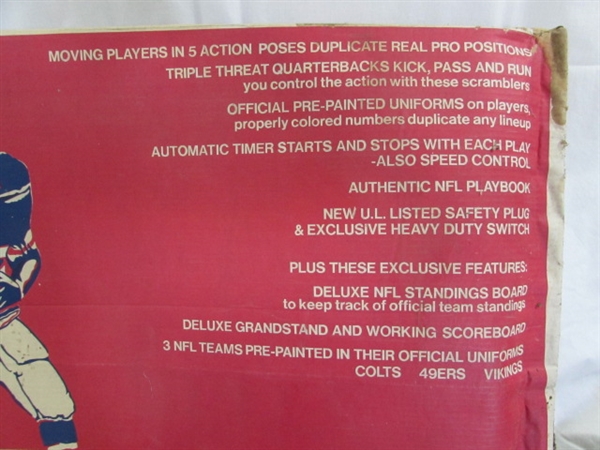 MOVING PLAYERS IN 5 ACTION POSES DUPLICATE REAL PRO POSITIONS
TRIPLE THREAT QUARTERBACKS KICK, PASS AND RUN
you control the action with these scramblers
OFFICIAL PRE-PAINTED UNIFORMS on players,
properly colored numbers duplicate any lineup
AUTOMATIC TIMER STARTS AND STOPS WITH EACH PLAY
-ALSO SPEED CONTROL
AUTHENTIC NFL PLAYBOOK
NEW U.L. LISTED SAFETY PLUG
& EXCLUSIVE HEAVY DUTY SWITCH
PLUS THESE EXCLUSIVE FEATURES:
DELUXE NFL STANDINGS BOARD
to keep track of official team standings
DELUXE GRANDSTAND AND WORKING SCOREBOARD
3 NFL TEAMS PRE-PAINTED IN THEIR OFFICIAL UNIFORMS
COLTS 49ERS VIKINGS